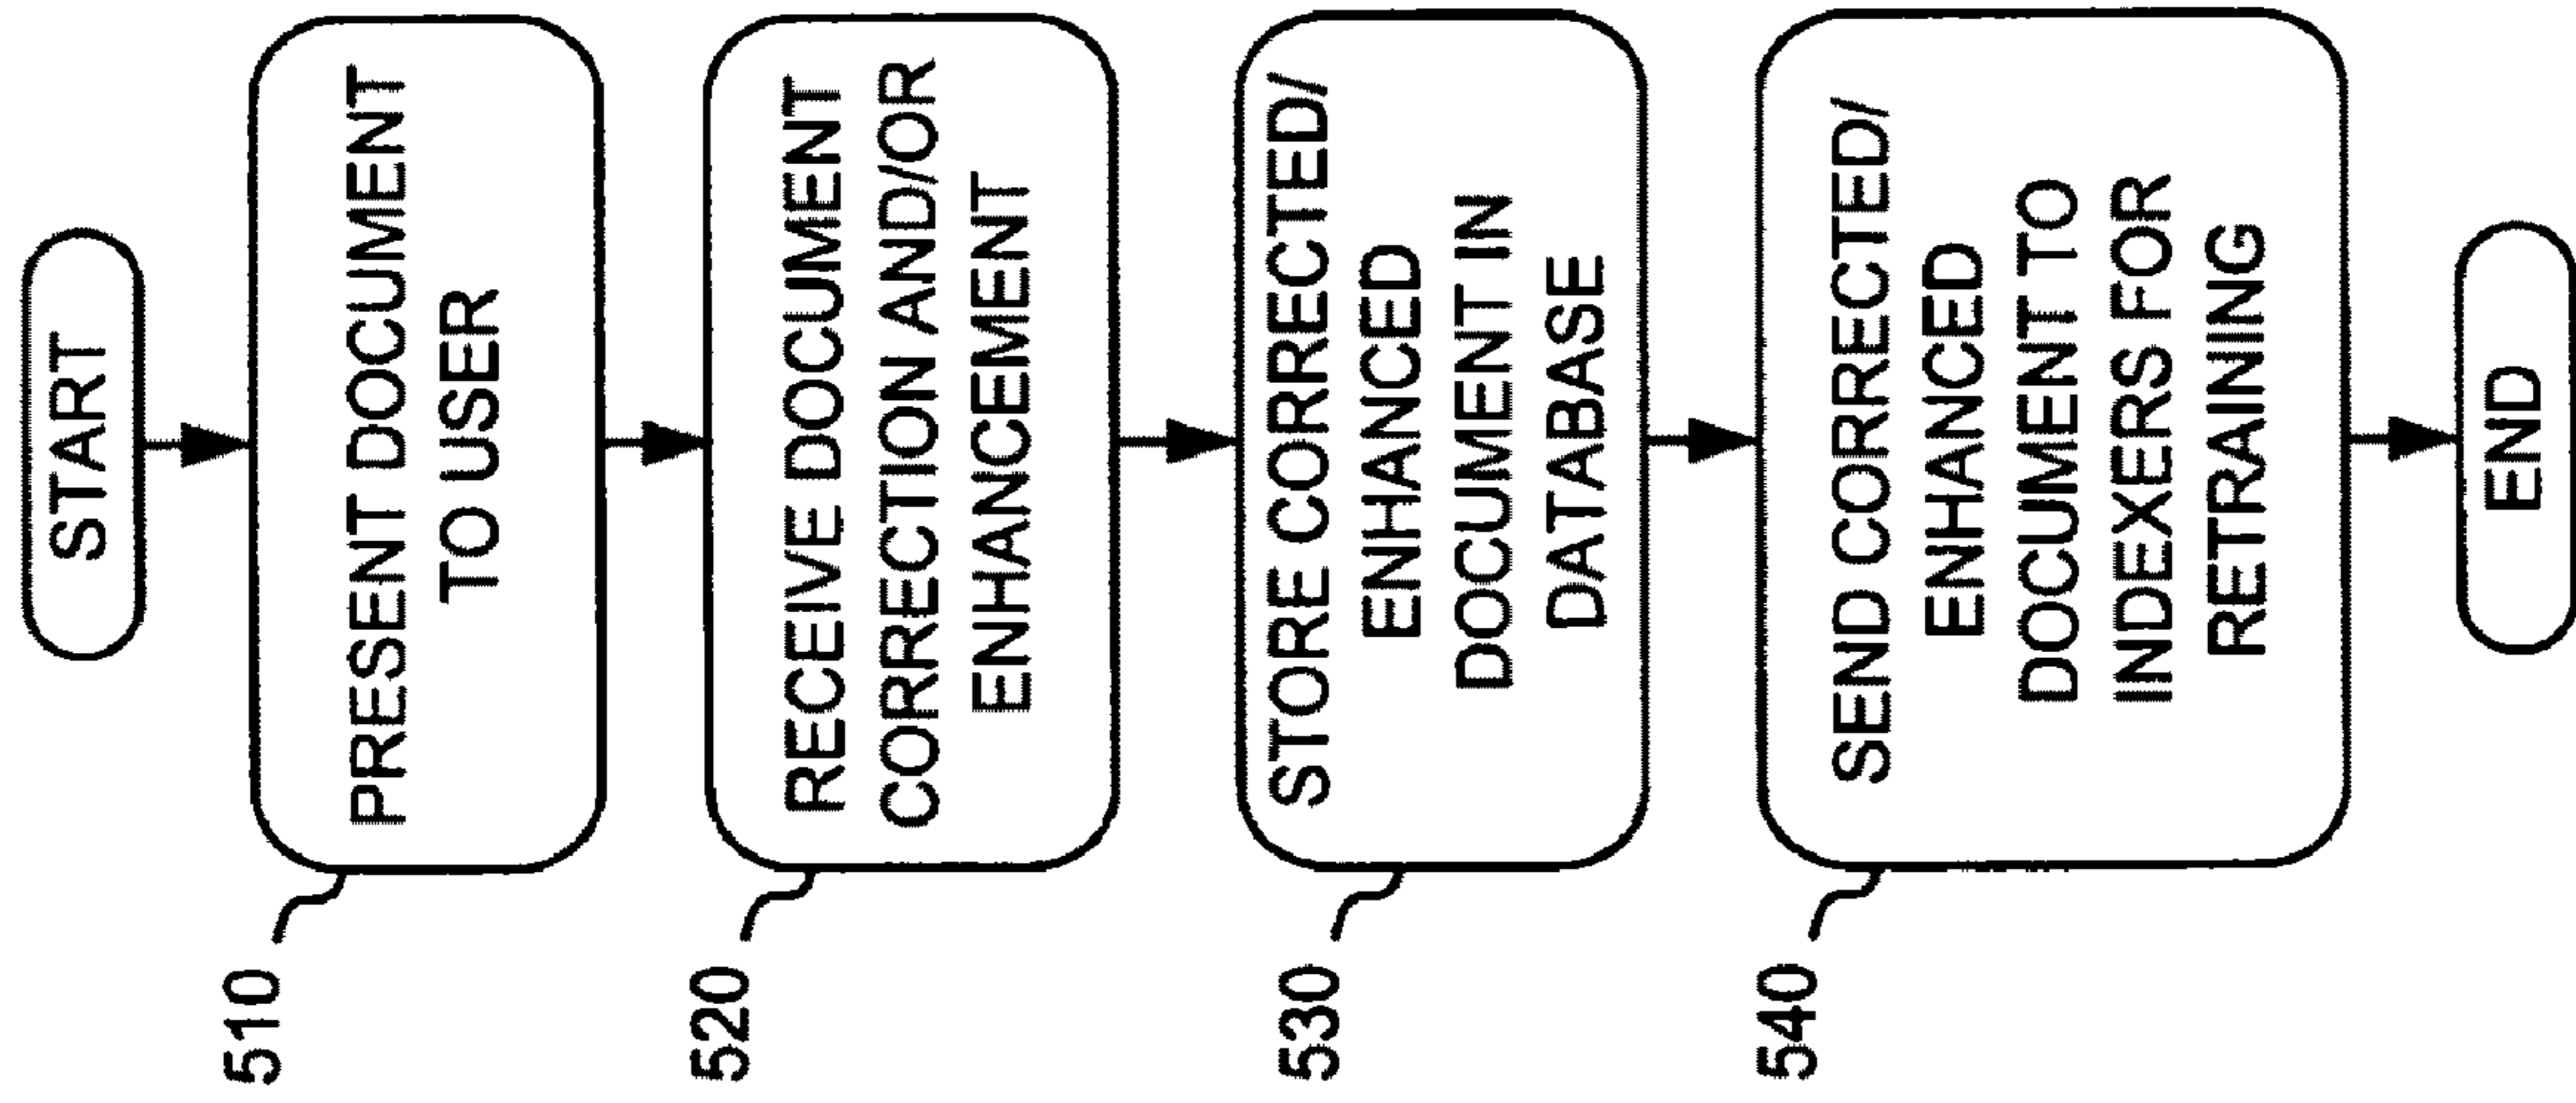 START
510
PRESENT DOCUMENT
TO USER
520
RECEIVE DOCUMENT
CORRECTION AND/OR
ENHANCEMENT
530
STORE CORRECTED/
ENHANCED
DOCUMENT IN
DATABASE
540
SEND CORRECTED/
ENHANCED
DOCUMENT TO
INDEXERS FOR
RETRAINING
END